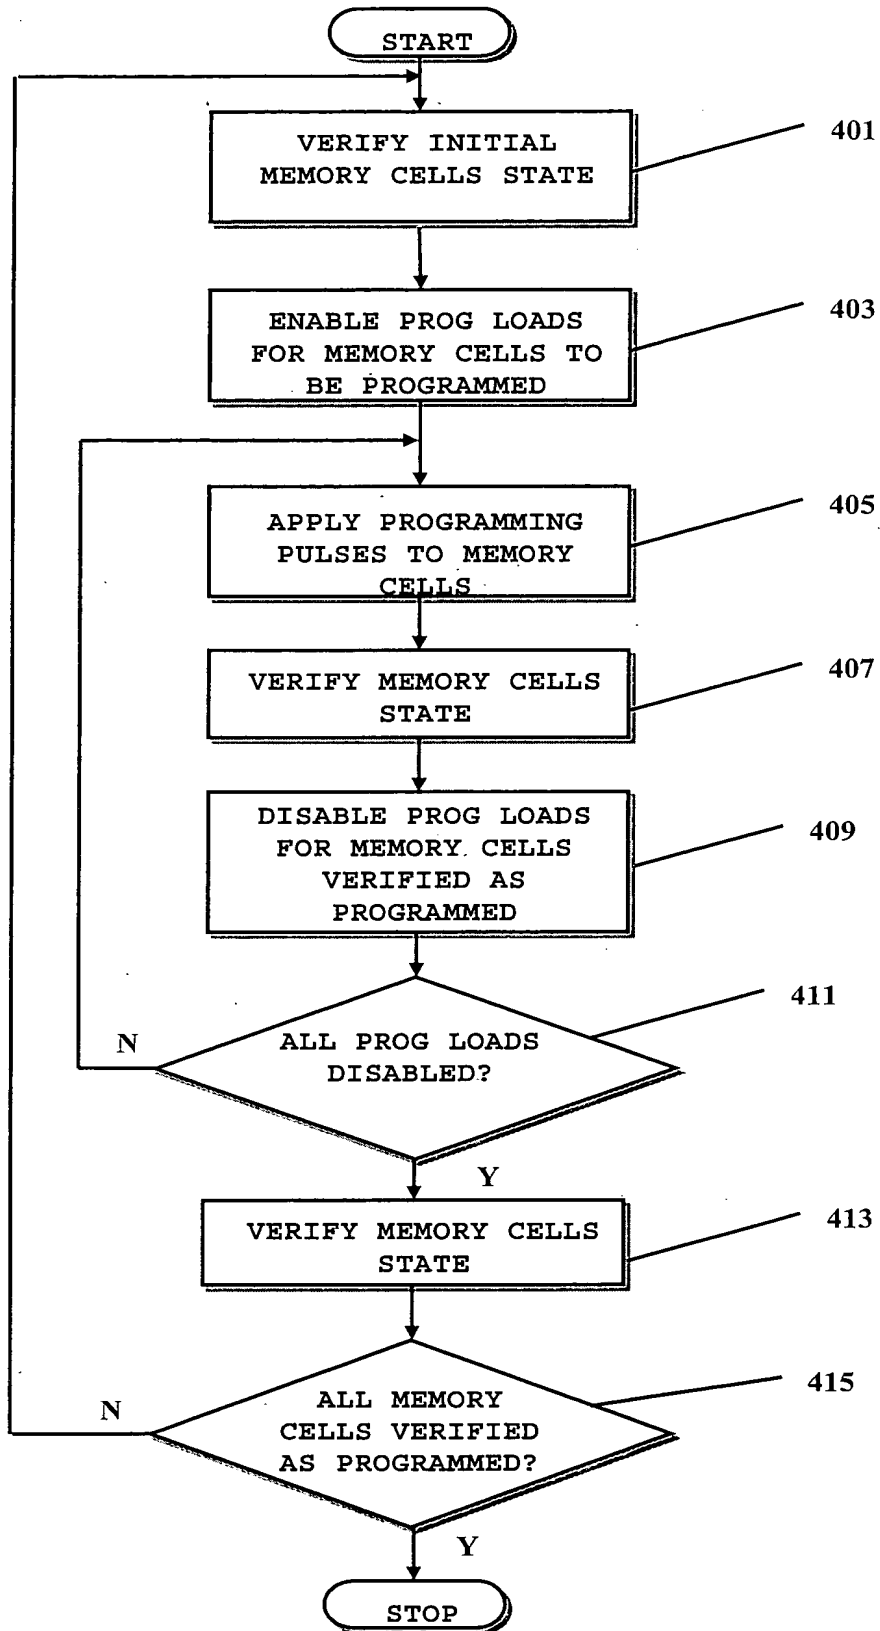 START
VERIFY INITIAL
MEMORY CELLS STATE
401
ENABLE PROG LOADS
FOR MEMORY CELLS TO
BE PROGRAMMED
403
APPLY PROGRAMMING
PULSES TO MEMORY
CELLS
405
VERIFY MEMORY CELLS
STATE
407
DISABLE PROG LOADS
FOR MEMORY CELLS
VERIFIED AS
PROGRAMMED
409
ALL PROG LOADS
DISABLED?
411
N
Y
VERIFY MEMORY CELLS
STATE
413
ALL MEMORY
CELLS VERIFIED
AS PROGRAMMED?
415
N
Y
STOP